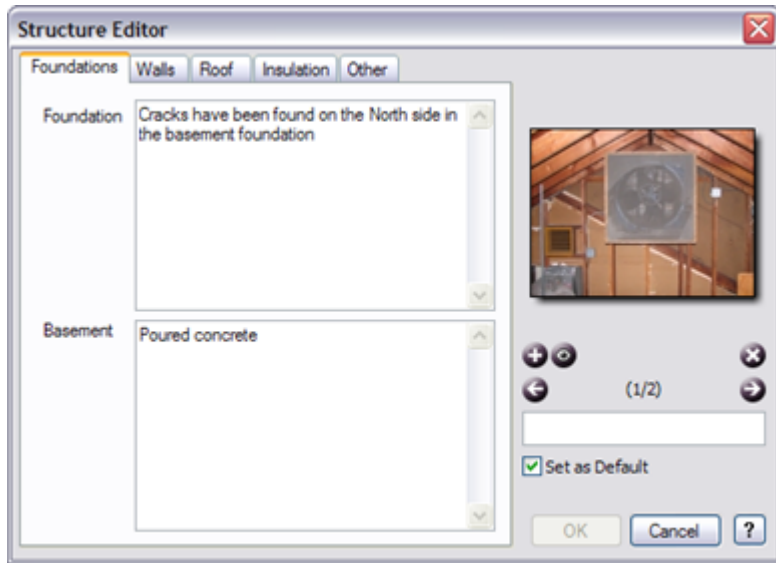 Structure Editor
Foundations Walls Roof Insulation Other
Foundation
Cracks have been found on the North side in
the basement foundation
Basement
Poured concrete
(1/2)
Set as Default
OK Cancel ?